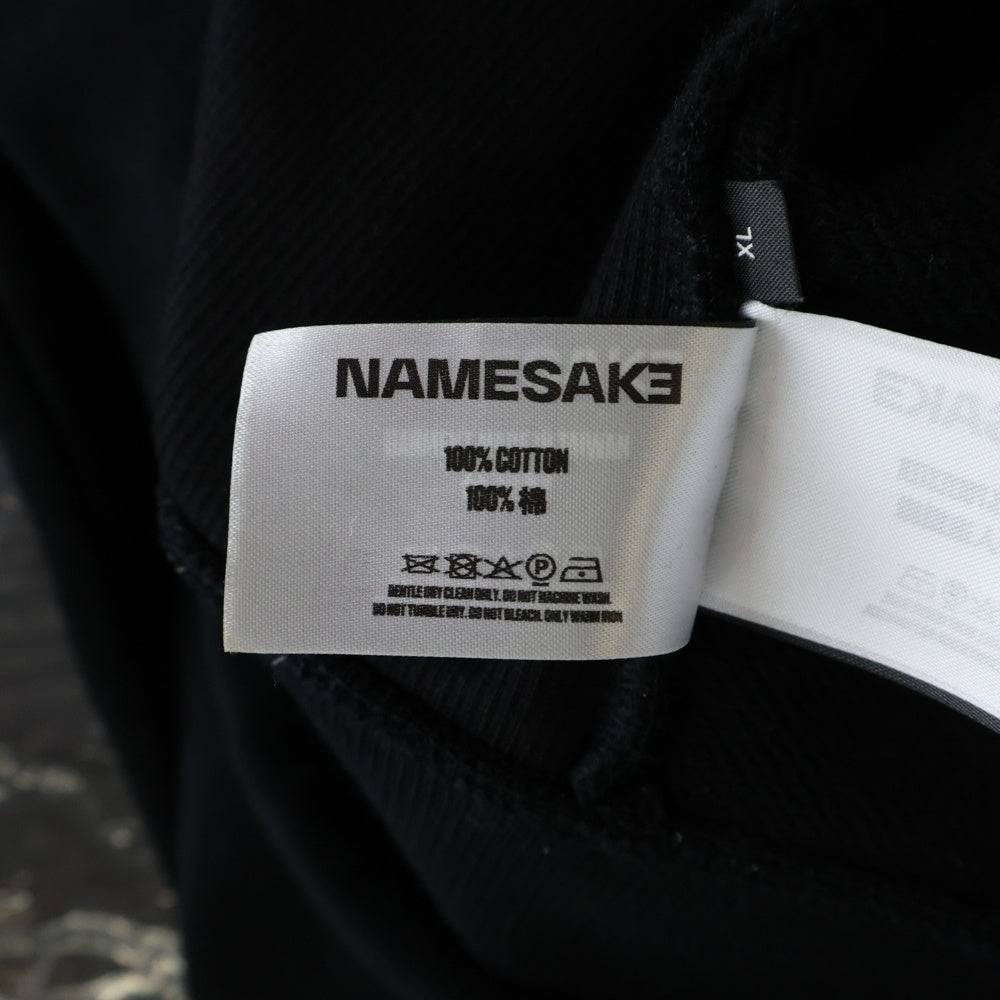 XL
NAMESAKE
100% COTTON
100% 棉
P
GENTLE DRY CLEAN ONLY. DO NOT MACHINE WASH.
DO NOT TUMBLE DRY. DO NOT BLEACH. ONLY WARM IRON